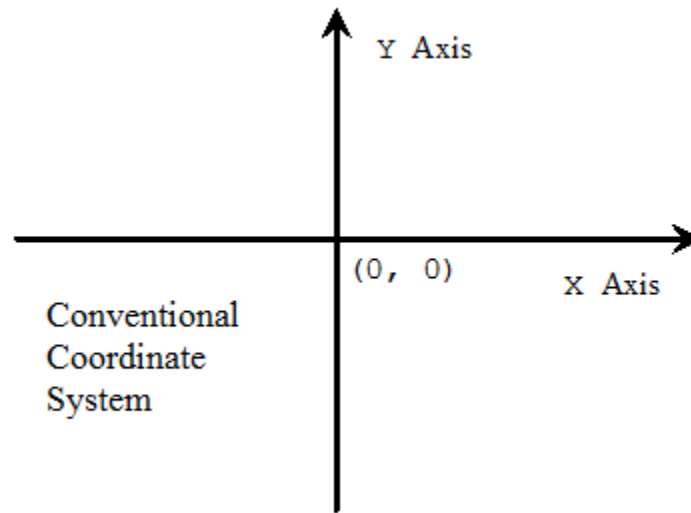 Y Axis
(0, 0)
X Axis
Conventional
Coordinate
System